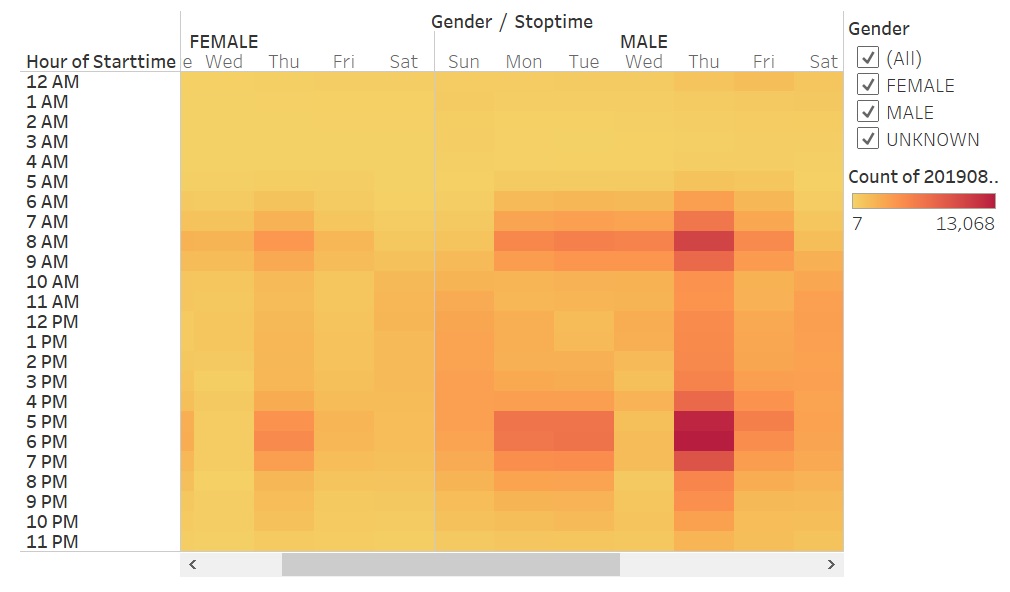 Gender / Stoptime
FEMALE MALE
Hour of Starttime e Wed Thu Fri Sat Sun Mon Tue Wed Thu Fri Sat
12 AM
1 AM
2 AM
3 AM
4 AM
5 AM
6 AM
7 AM
8 AM
9 AM
10 AM
11 AM
12 PM
1 PM
2 PM
3 PM
4 PM
5 PM
6 PM
7 PM
8 PM
9 PM
10 PM
11 PM
Gender
(All)
FEMALE
MALE
UNKNOWN
Count of 201908..
7 13,068